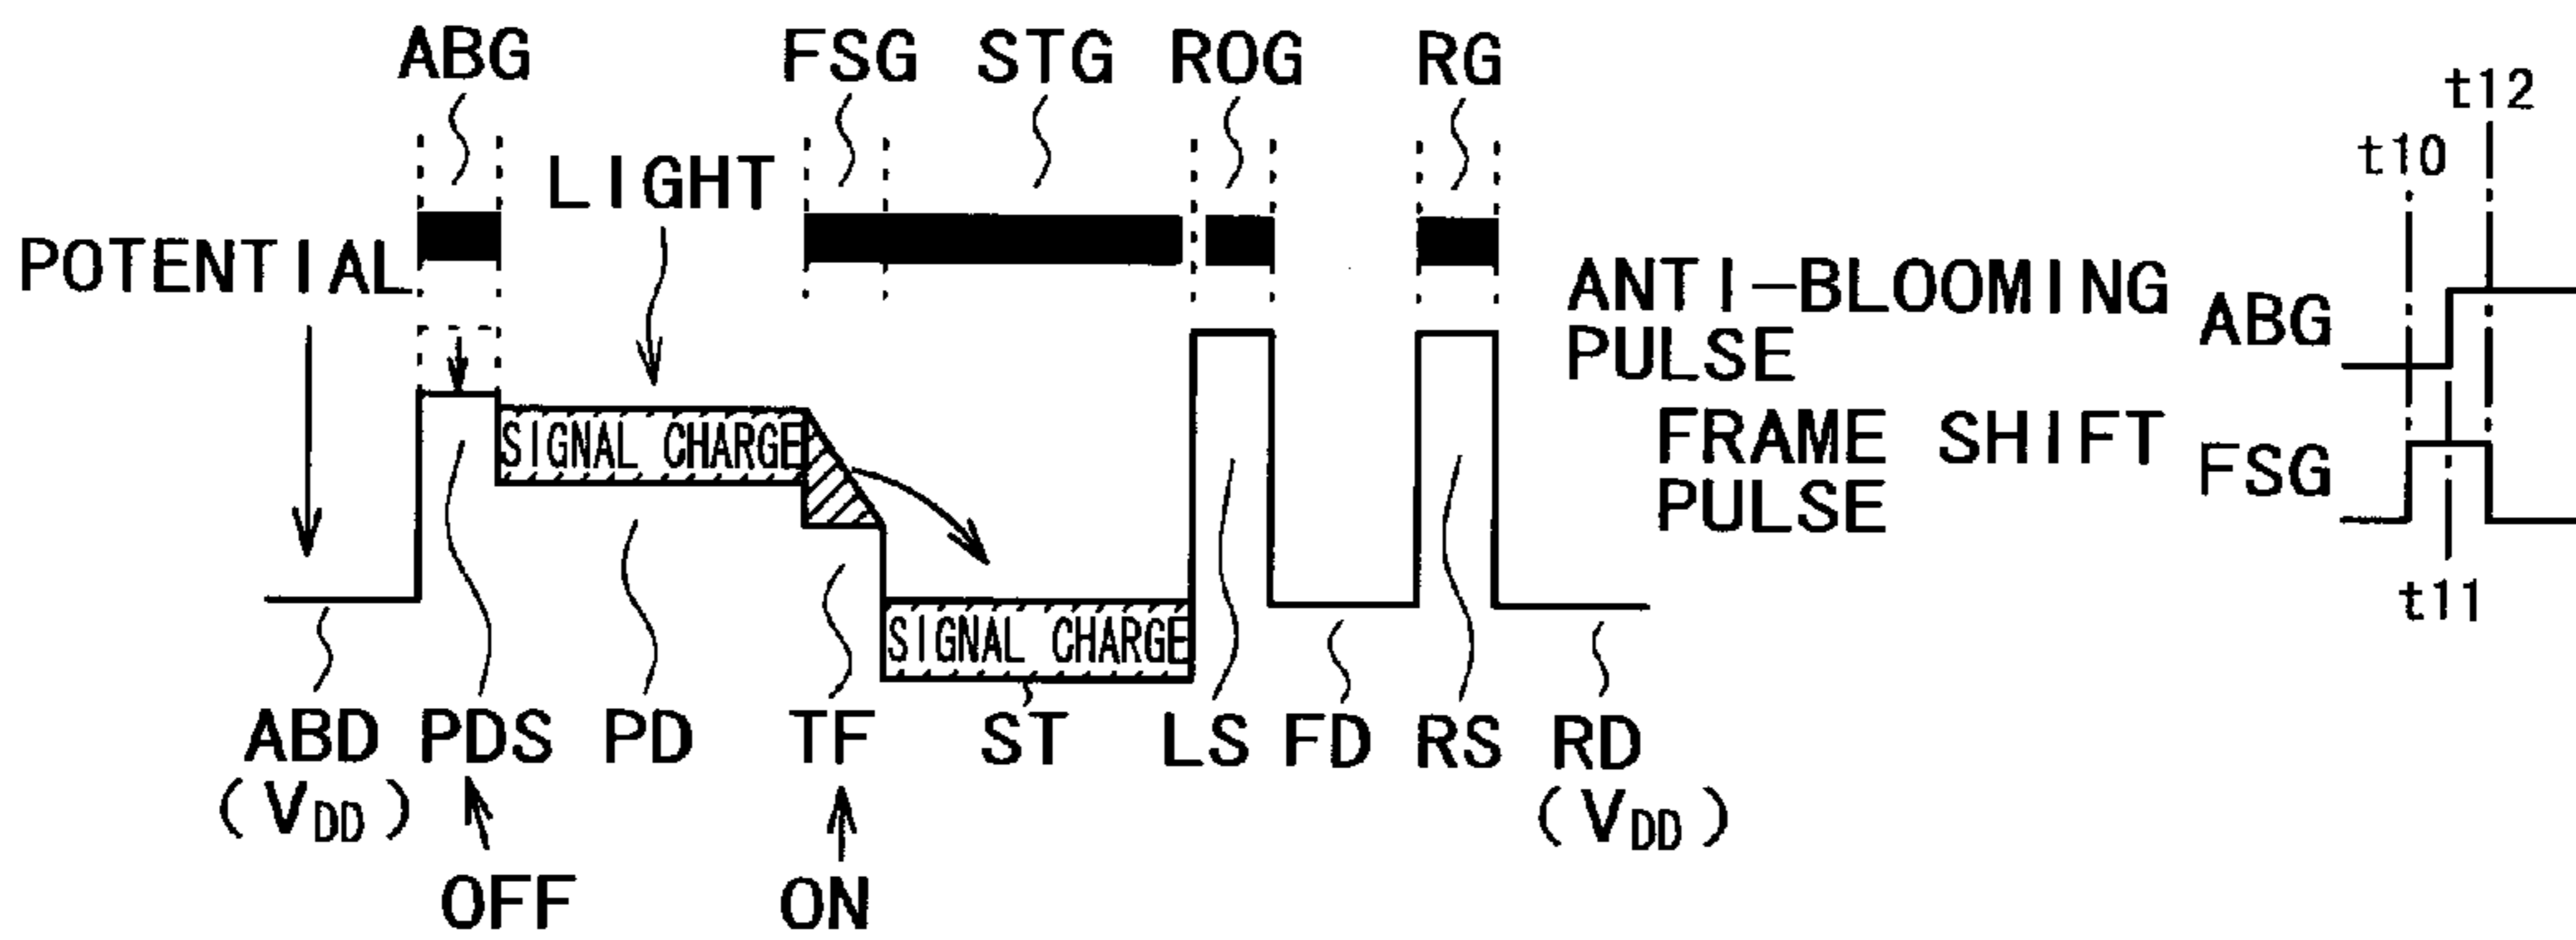 ABG FSG STG ROG RG
t12
t10
LIGHT
POTENTIAL
ANTI-BLOOMING
PULSE
ABG
SIGNAL CHARGE
FRAME SHIFT
PULSE
FSG
t11
SIGNAL CHARGE
ABD PDS PD TF ST LS FD RS RD
(VDD) (VDD)
OFF ON